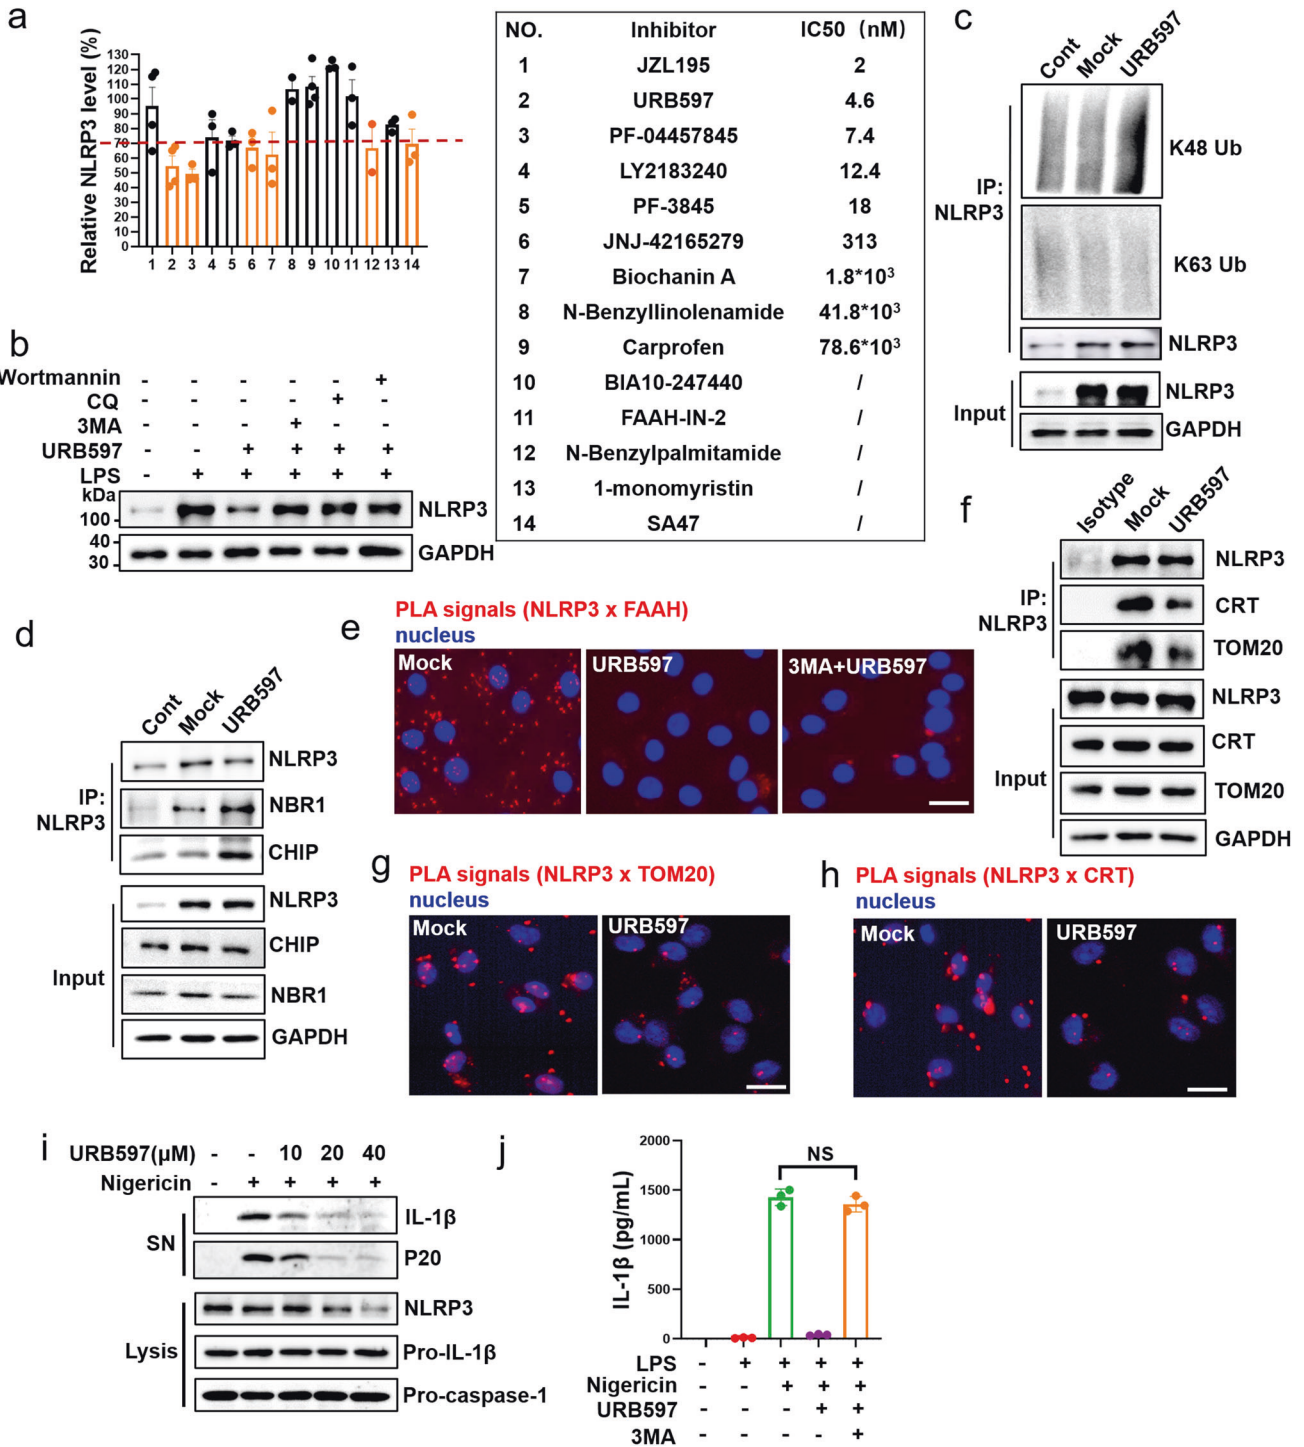 a
Relative NLRP3 level (%)
130
120
110
100
90
80
70
60
50
40
30
20
10
0
1 2 3 4 5 6 7 8 9 10 11 12 13 14
NO. Inhibitor IC50 (nM)
1 JZL195 2
2 URB597 4.6
3 PF-04457845 7.4
4 LY2183240 12.4
5 PF-3845 18
6 JNJ-42165279 313
7 Biochanin A 1.8*10³
8 N-Benzyllinolenamide 41.8*10³
9 Carprofen 78.6*10³
10 BIA10-247440 /
11 FAAH-IN-2 /
12 N-Benzylpalmitamide /
13 1-monomyristin /
14 SA47 /
b
Wortmannin - - - - - +
CQ - - - - + -
3MA - - - + - -
URB597 - - + + + +
LPS - + + + + +
kDa
100
NLRP3
40
30
GAPDH
c
Cont Mock URB597
IP:
NLRP3
K48 Ub
K63 Ub
NLRP3
Input
NLRP3
GAPDH
d
Cont Mock URB597
IP:
NLRP3
NLRP3
NBR1
CHIP
Input
NLRP3
CHIP
NBR1
GAPDH
e
PLA signals (NLRP3 x FAAH)
nucleus
Mock URB597 3MA+URB597
f
Isotype Mock URB597
IP:
NLRP3
NLRP3
CRT
TOM20
Input
NLRP3
CRT
TOM20
GAPDH
g
PLA signals (NLRP3 x TOM20)
nucleus
Mock URB597
h
PLA signals (NLRP3 x CRT)
nucleus
Mock URB597
i
URB597(μM) - - 10 20 40
Nigericin - + + + +
SN
IL-1β
P20
Lysis
NLRP3
Pro-IL-1β
Pro-caspase-1
j
IL-1β (pg/mL)
2000
1500
1000
500
0
NS
LPS - + + + +
Nigericin - - + + +
URB597 - - - + +
3MA - - - - +